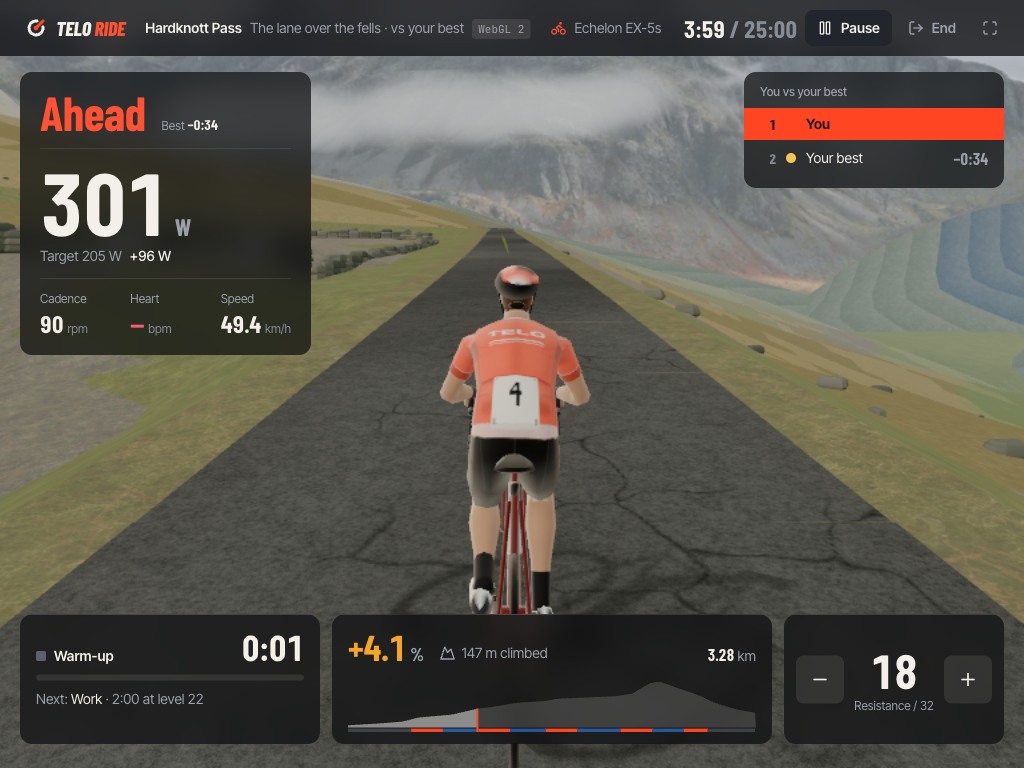 TELO RIDE Hardknott Pass The lane over the fells · vs your best WebGL 2 Echelon EX-5s 3:59 / 25:00 Pause End
Ahead Best −0:34
301 W
Target 205 W +96 W
Cadence Heart Speed
90 rpm – bpm 49.4 km/h
You vs your best
1 You
2 Your best −0:34
TELO
4
Warm-up 0:01
Next: Work · 2:00 at level 22
+4.1 % 147 m climbed 3.28 km
− 18 +
Resistance / 32